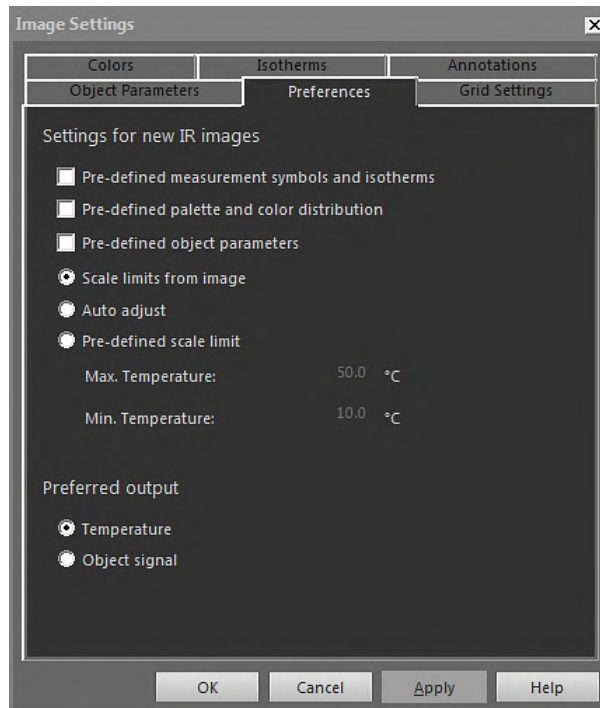 Image Settings
Colors Isotherms Annotations
Object Parameters Preferences Grid Settings
Settings for new IR images
Pre-defined measurement symbols and isotherms
Pre-defined palette and color distribution
Pre-defined object parameters
Scale limits from image
Auto adjust
Pre-defined scale limit
Max. Temperature: 50.0 °C
Min. Temperature: 10.0 °C
Preferred output
Temperature
Object signal
OK Cancel Apply Help